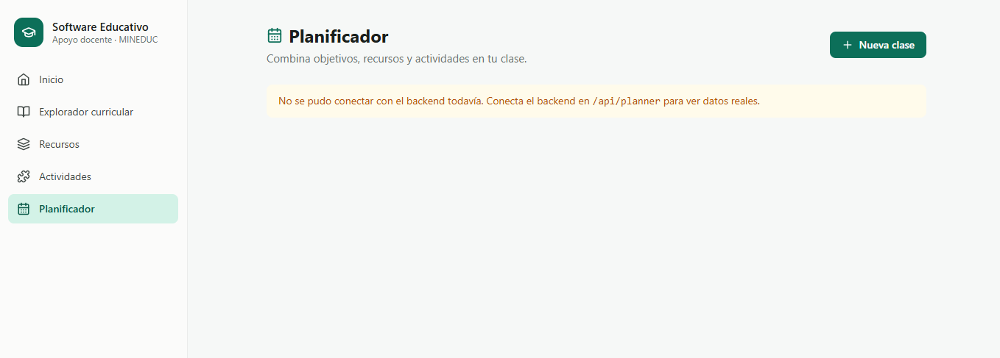 Software Educativo
Apoyo docente · MINEDUC
Inicio
Explorador curricular
Recursos
Actividades
Planificador
Planificador
Combina objetivos, recursos y actividades en tu clase.
+ Nueva clase
No se pudo conectar con el backend todavía. Conecta el backend en /api/planner para ver datos reales.